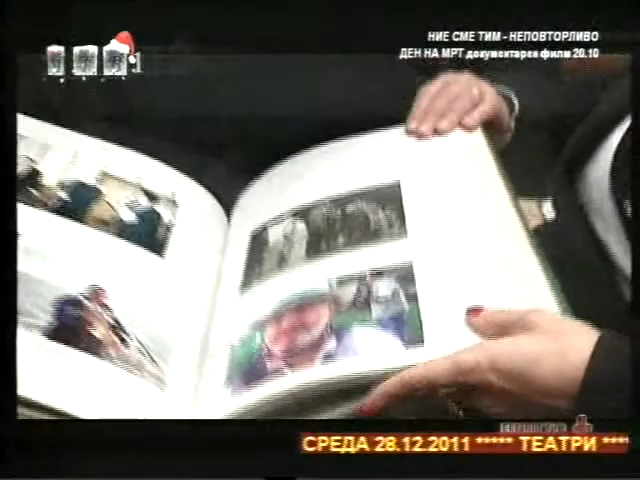 НИЕ СМЕ ТИМ - НЕПОВТОРЛИВО
ДЕН НА МРТ документарен филм 20.10
СРЕДА 28.12.2011 ***** ТЕАТРИ ***